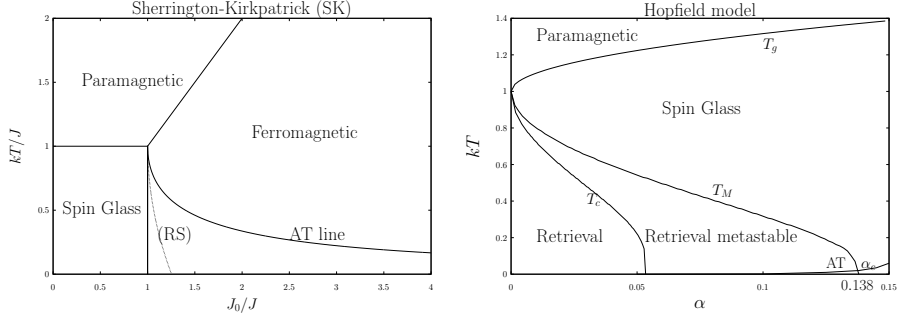 Sherrington-Kirkpatrick (SK)
2
1.5
1
0.5
0
kT/J
Paramagnetic
Ferromagnetic
Spin Glass
(RS)
AT line
0 0.5 1 1.5 2 2.5 3 3.5 4
J₀/J
Hopfield model
1.4
1.2
1
0.8
0.6
0.4
0.2
0
kT
Paramagnetic
T_g
Spin Glass
T_M
T_c
Retrieval
Retrieval metastable
AT
α_c
0 0.05 0.1 0.138 0.15
α